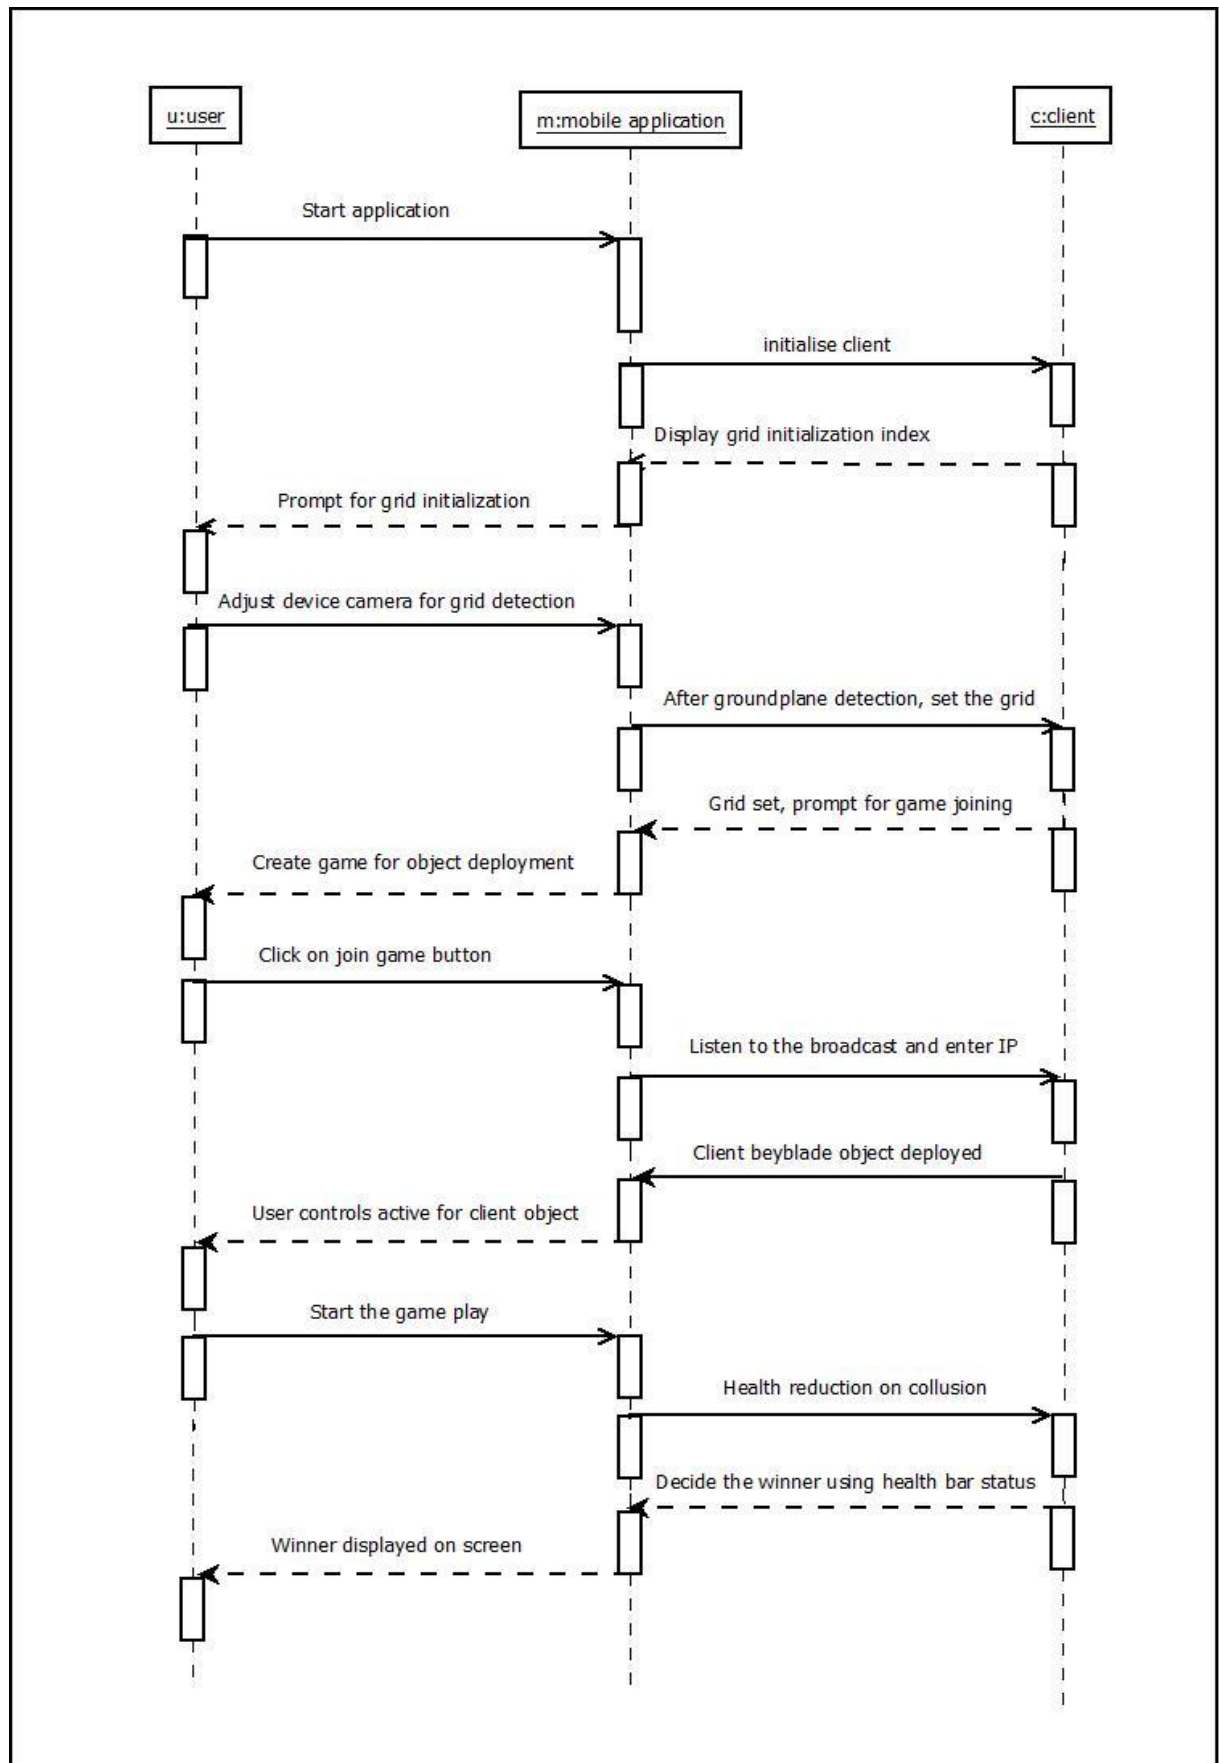 u:user
m:mobile application
c:client
Start application
initialise client
Display grid initialization index
Prompt for grid initialization
Adjust device camera for grid detection
After groundplane detection, set the grid
Grid set, prompt for game joining
Create game for object deployment
Click on join game button
Listen to the broadcast and enter IP
Client beyblade object deployed
User controls active for client object
Start the game play
Health reduction on collusion
Decide the winner using health bar status
Winner displayed on screen